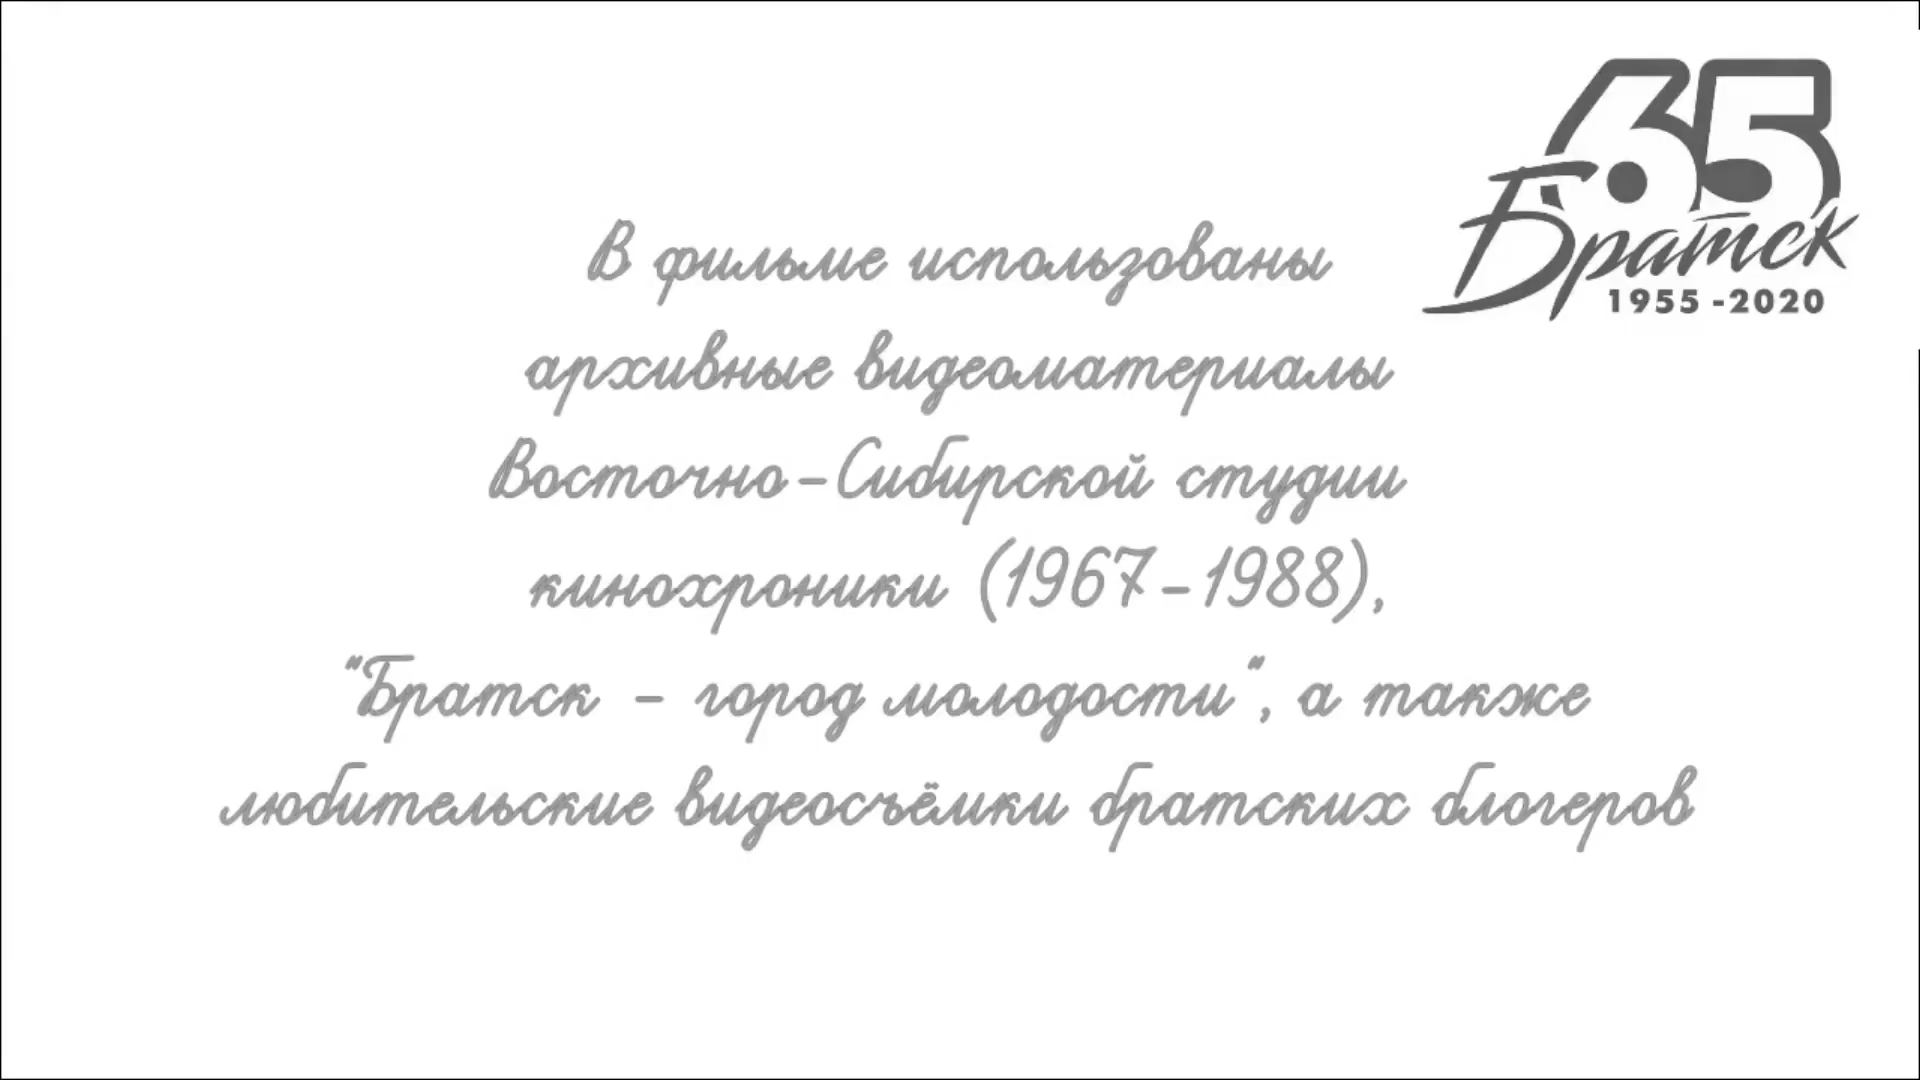 65
Братск
1955-2020
В фильме использованы
архивные видеоматериалы
Восточно-Сибирской студии
кинохроники (1967-1988),
"Братск - город молодости", а также
любительские видеосъёмки братских блогеров